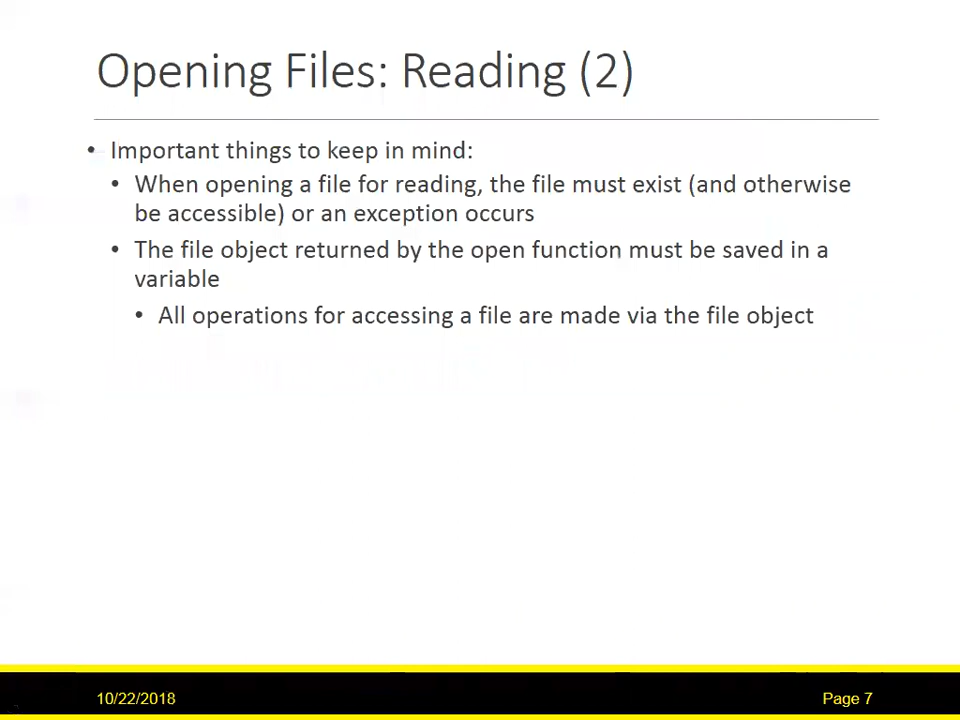 Opening Files: Reading (2)
• Important things to keep in mind:
• When opening a file for reading, the file must exist (and otherwise
be accessible) or an exception occurs
• The file object returned by the open function must be saved in a
variable
• All operations for accessing a file are made via the file object
10/22/2018
Page 7